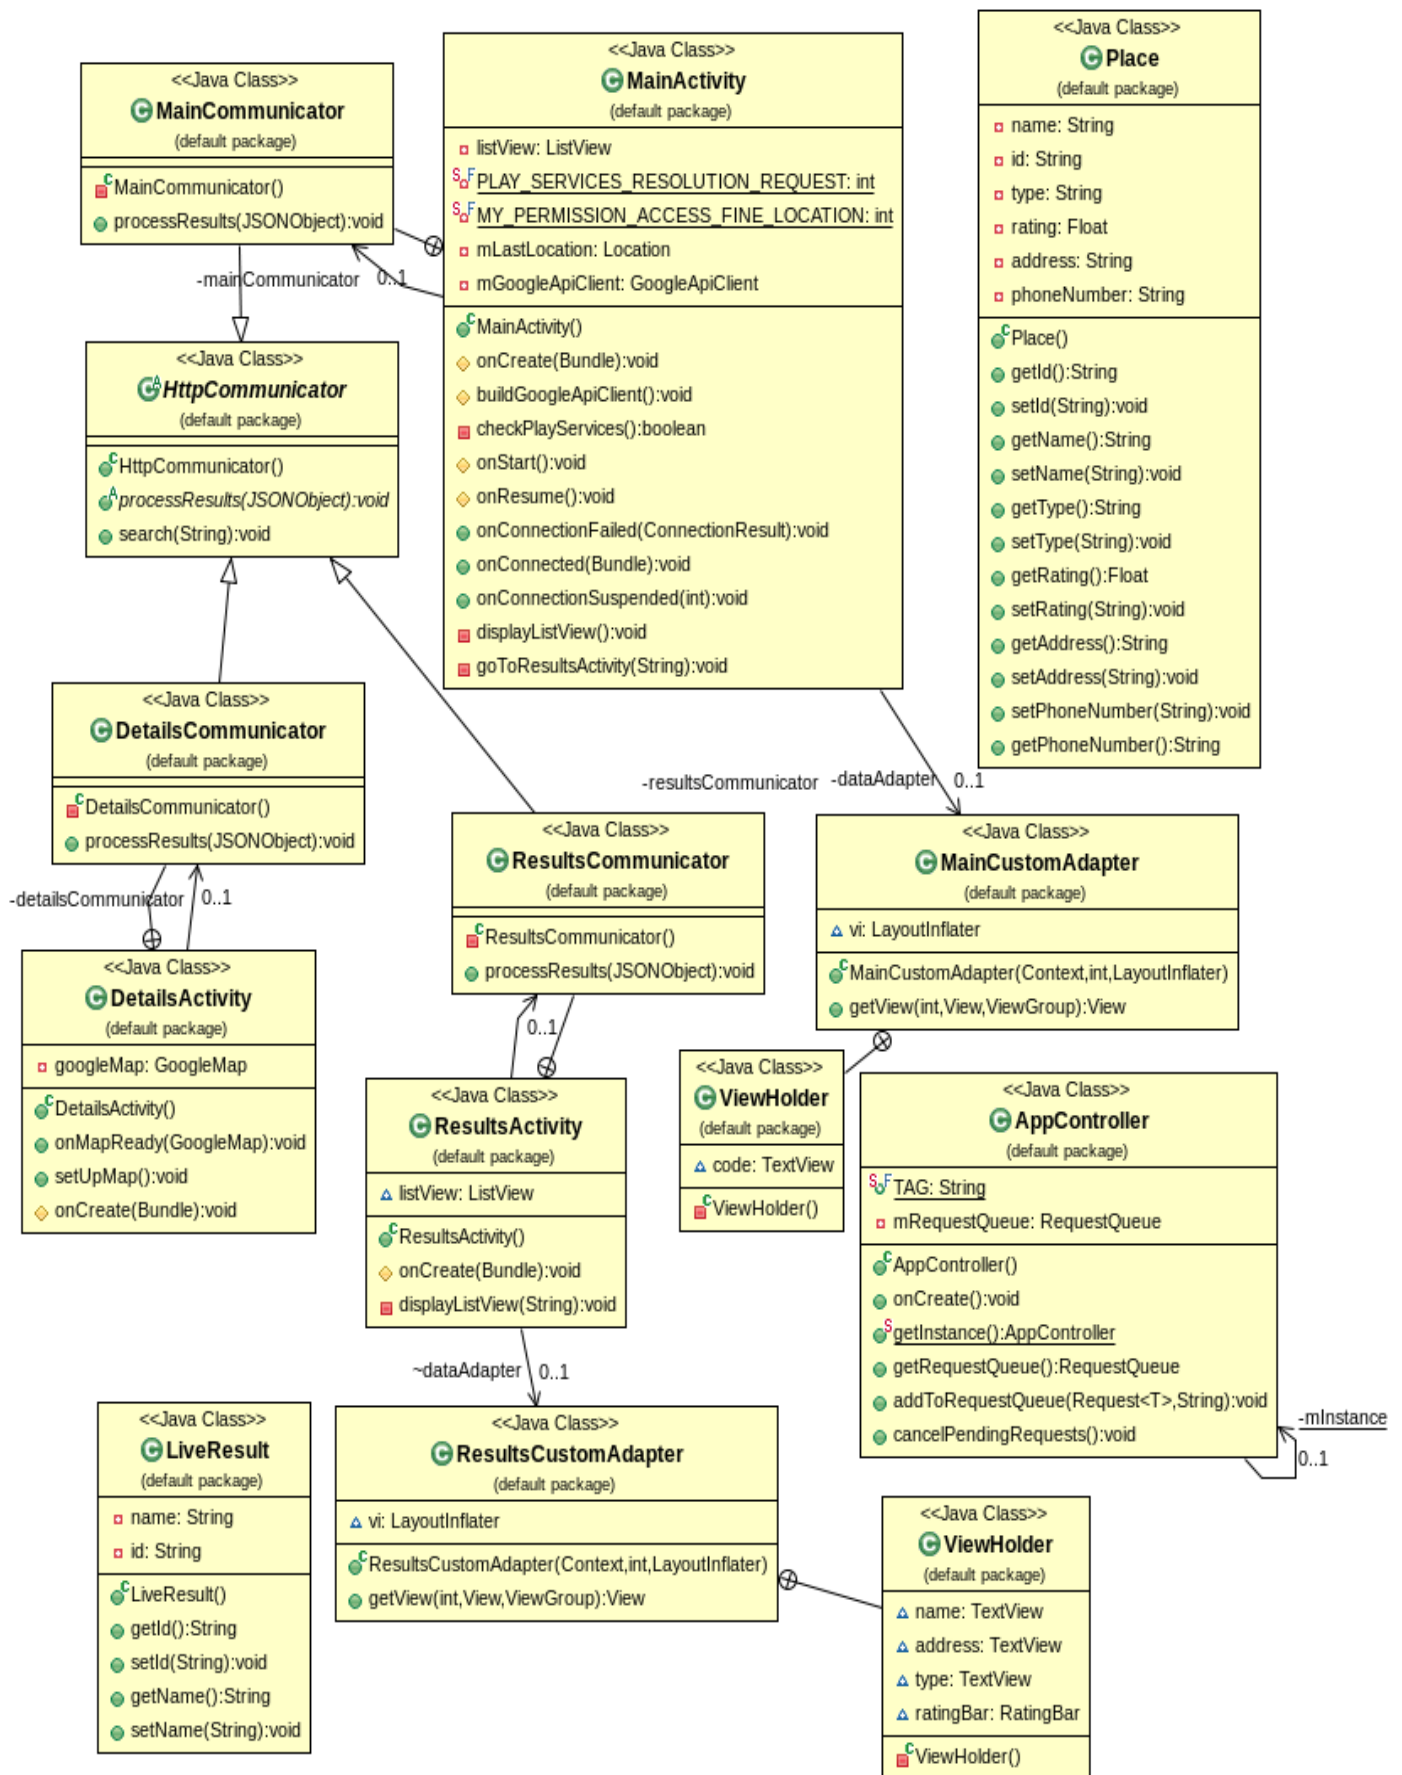 <<Java Class>>
MainCommunicator
(default package)
MainCommunicator()
processResults(JSONObject):void
-mainCommunicator
0..1
<<Java Class>>
MainActivity
(default package)
listView: ListView
PLAY_SERVICES_RESOLUTION_REQUEST: int
MY_PERMISSION_ACCESS_FINE_LOCATION: int
mLastLocation: Location
mGoogleApiClient: GoogleApiClient
MainActivity()
onCreate(Bundle):void
buildGoogleApiClient():void
checkPlayServices():boolean
onStart():void
onResume():void
onConnectionFailed(ConnectionResult):void
onConnected(Bundle):void
onConnectionSuspended(int):void
displayListView():void
goToResultsActivity(String):void
<<Java Class>>
Place
(default package)
name: String
id: String
type: String
rating: Float
address: String
phoneNumber: String
Place()
getId():String
setId(String):void
getName():String
setName(String):void
getType():String
setType(String):void
getRating():Float
setRating(String):void
getAddress():String
setAddress(String):void
setPhoneNumber(String):void
getPhoneNumber():String
<<Java Class>>
HttpCommunicator
(default package)
HttpCommunicator()
processResults(JSONObject):void
search(String):void
<<Java Class>>
DetailsCommunicator
(default package)
DetailsCommunicator()
processResults(JSONObject):void
-detailsCommunicator
0..1
<<Java Class>>
DetailsActivity
(default package)
googleMap: GoogleMap
DetailsActivity()
onMapReady(GoogleMap):void
setUpMap():void
onCreate(Bundle):void
-resultsCommunicator
-dataAdapter
0..1
<<Java Class>>
ResultsCommunicator
(default package)
ResultsCommunicator()
processResults(JSONObject):void
0..1
<<Java Class>>
MainCustomAdapter
(default package)
vi: LayoutInflater
MainCustomAdapter(Context,int,LayoutInflater)
getView(int,View,ViewGroup):View
<<Java Class>>
ViewHolder
(default package)
code: TextView
ViewHolder()
<<Java Class>>
ResultsActivity
(default package)
listView: ListView
ResultsActivity()
onCreate(Bundle):void
displayListView(String):void
~dataAdapter
0..1
<<Java Class>>
AppController
(default package)
TAG: String
mRequestQueue: RequestQueue
AppController()
onCreate():void
getInstance():AppController
getRequestQueue():RequestQueue
addToRequestQueue(Request<T>,String):void
cancelPendingRequests():void
-mInstance
0..1
<<Java Class>>
LiveResult
(default package)
name: String
id: String
LiveResult()
getId():String
setId(String):void
getName():String
setName(String):void
<<Java Class>>
ResultsCustomAdapter
(default package)
vi: LayoutInflater
ResultsCustomAdapter(Context,int,LayoutInflater)
getView(int,View,ViewGroup):View
<<Java Class>>
ViewHolder
(default package)
name: TextView
address: TextView
type: TextView
ratingBar: RatingBar
ViewHolder()